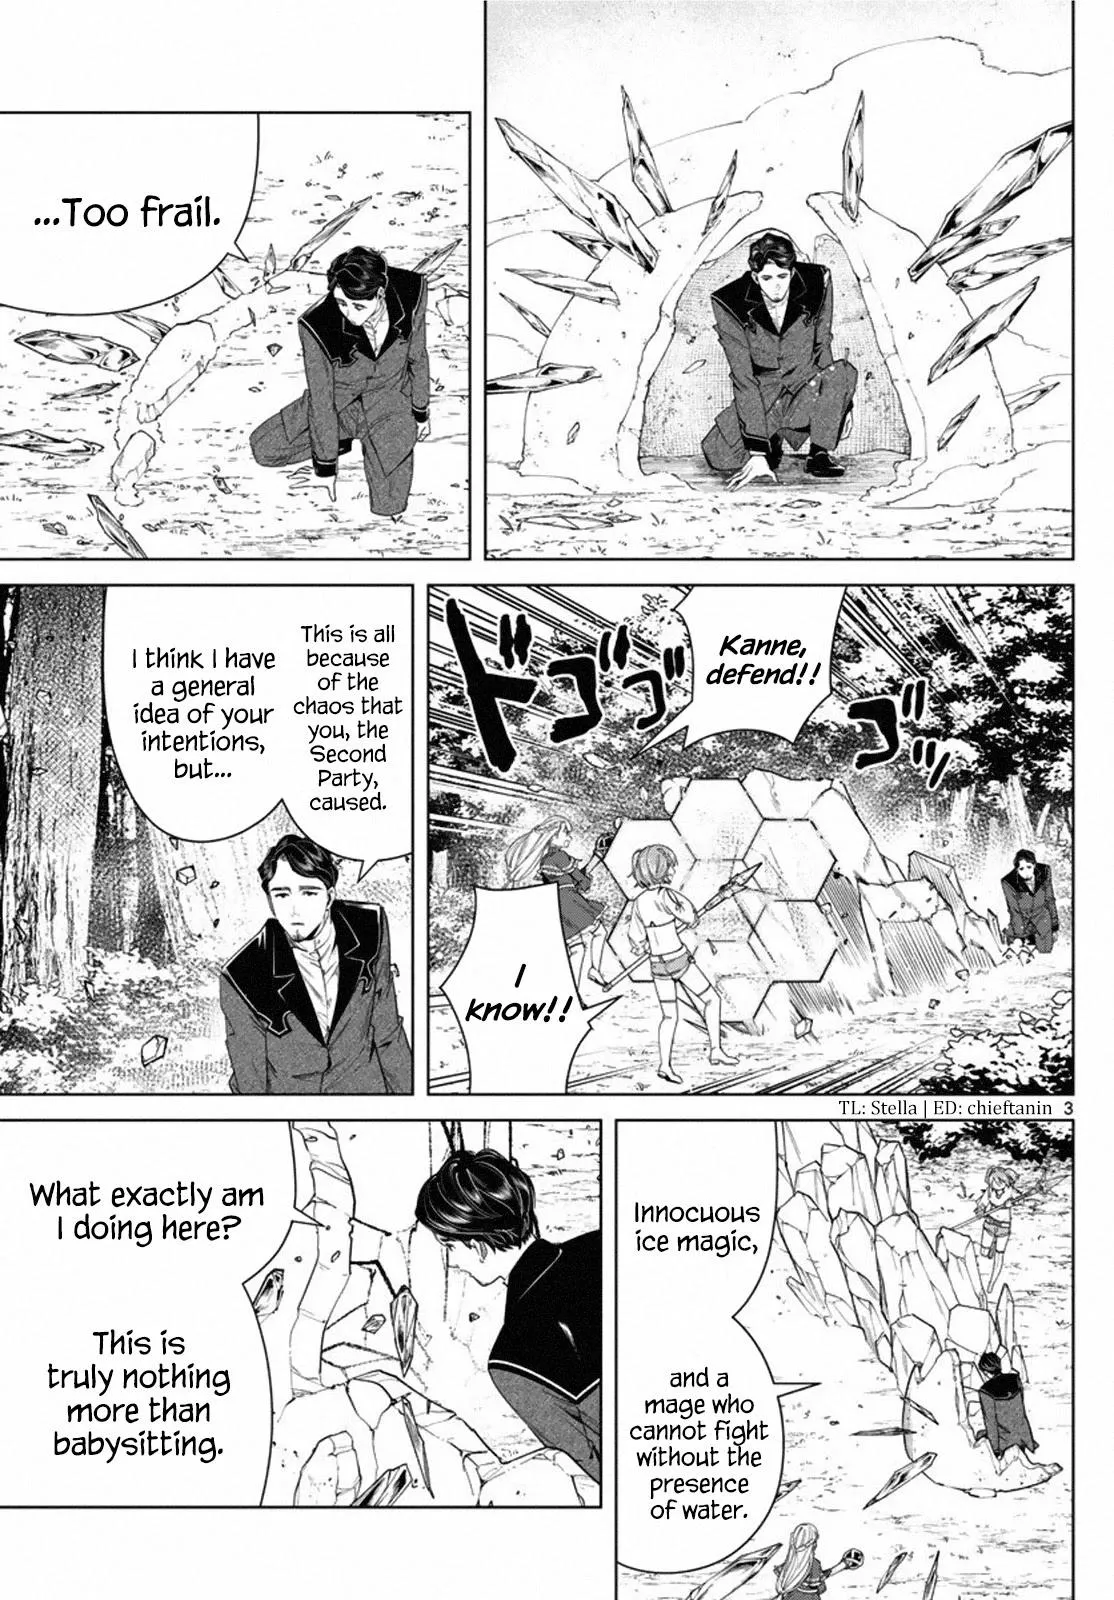 ...Too frail.
Kanne,
defend!!
ドゴゴゴ
I
know!!
This is all
because
of the
chaos that
you, the
Second
Party,
caused.
I think I have
a general
idea of your
intentions,
but...
TL: Stella | ED: chieftanin 3
Innocuous
ice magic,
and a
mage who
cannot fight
without the
presence
of water.
What exactly am
I doing here?
This is
truly nothing
more than
babysitting.